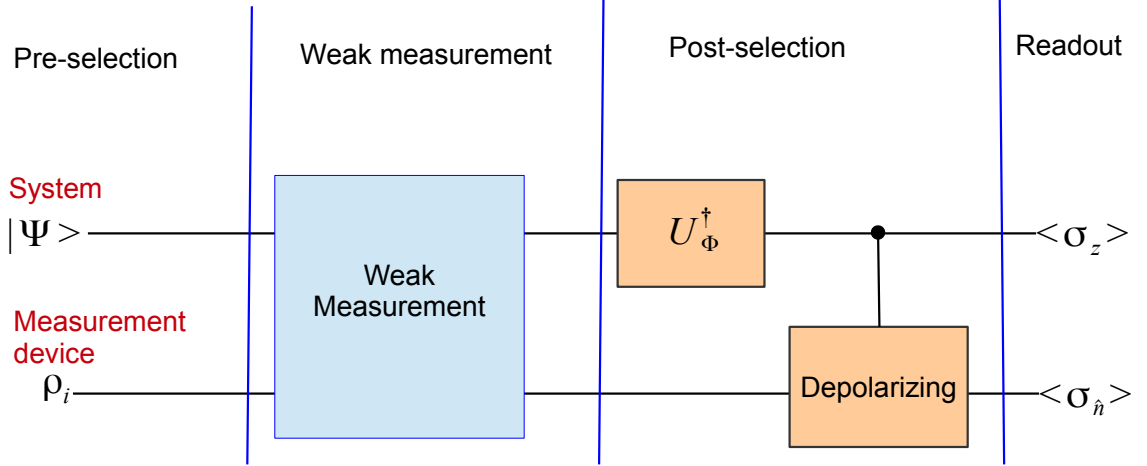 Pre-selection
Weak measurement
Post-selection
Readout
System
|Ψ>
U†Φ
<σz>
Weak
Measurement
Measurement
device
ρi
Depolarizing
<σn̂>